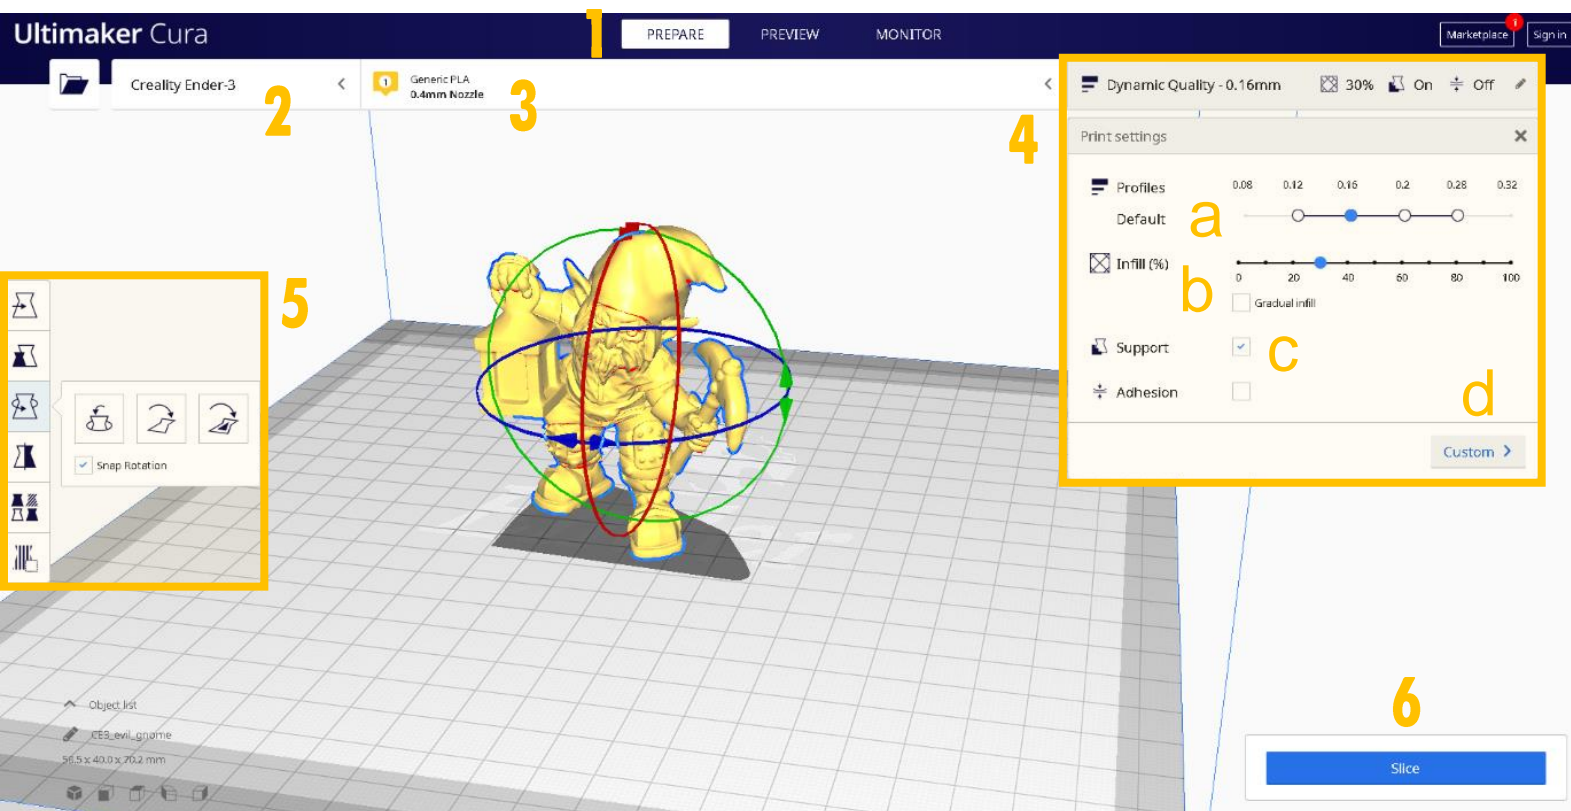 1
Ultimaker Cura
PREPARE
PREVIEW
MONITOR
1
Marketplace
Sign in
Creality Ender-3
2
1
Generic PLA
0.4mm Nozzle
3
4
Dynamic Quality - 0.16mm
30%
On
Off
Print settings
Profiles
0.08 0.12 0.16 0.2 0.28 0.32
Default
a
Infill (%)
0 20 40 60 80 100
b
Gradual infill
Support
c
Adhesion
d
Custom
5
Snap Rotation
Object list
CE3_evil_gnome
56.5 x 40.0 x 70.2 mm
6
Slice